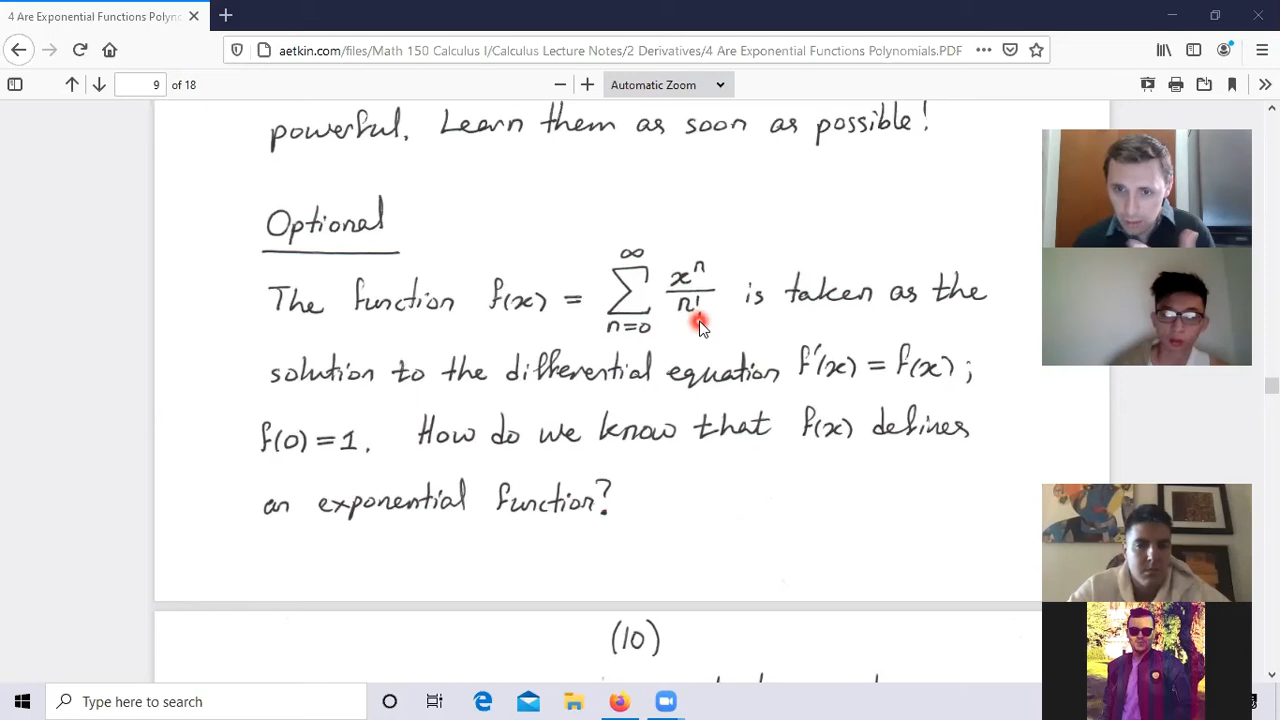 4 Are Exponential Functions Polync
aetkin.com/files/Math 150 Calculus I/Calculus Lecture Notes/2 Derivatives/4 Are Exponential Functions Polynomials.PDF
9 of 18
Automatic Zoom
powerful. Learn them as soon as possible!
Optional
The function f(x) = ∑_{n=0}^{∞} x^n/n! is taken as the
solution to the differential equation f'(x) = f(x);
f(0) = 1. How do we know that f(x) defines
an exponential function?
(10)
Type here to search